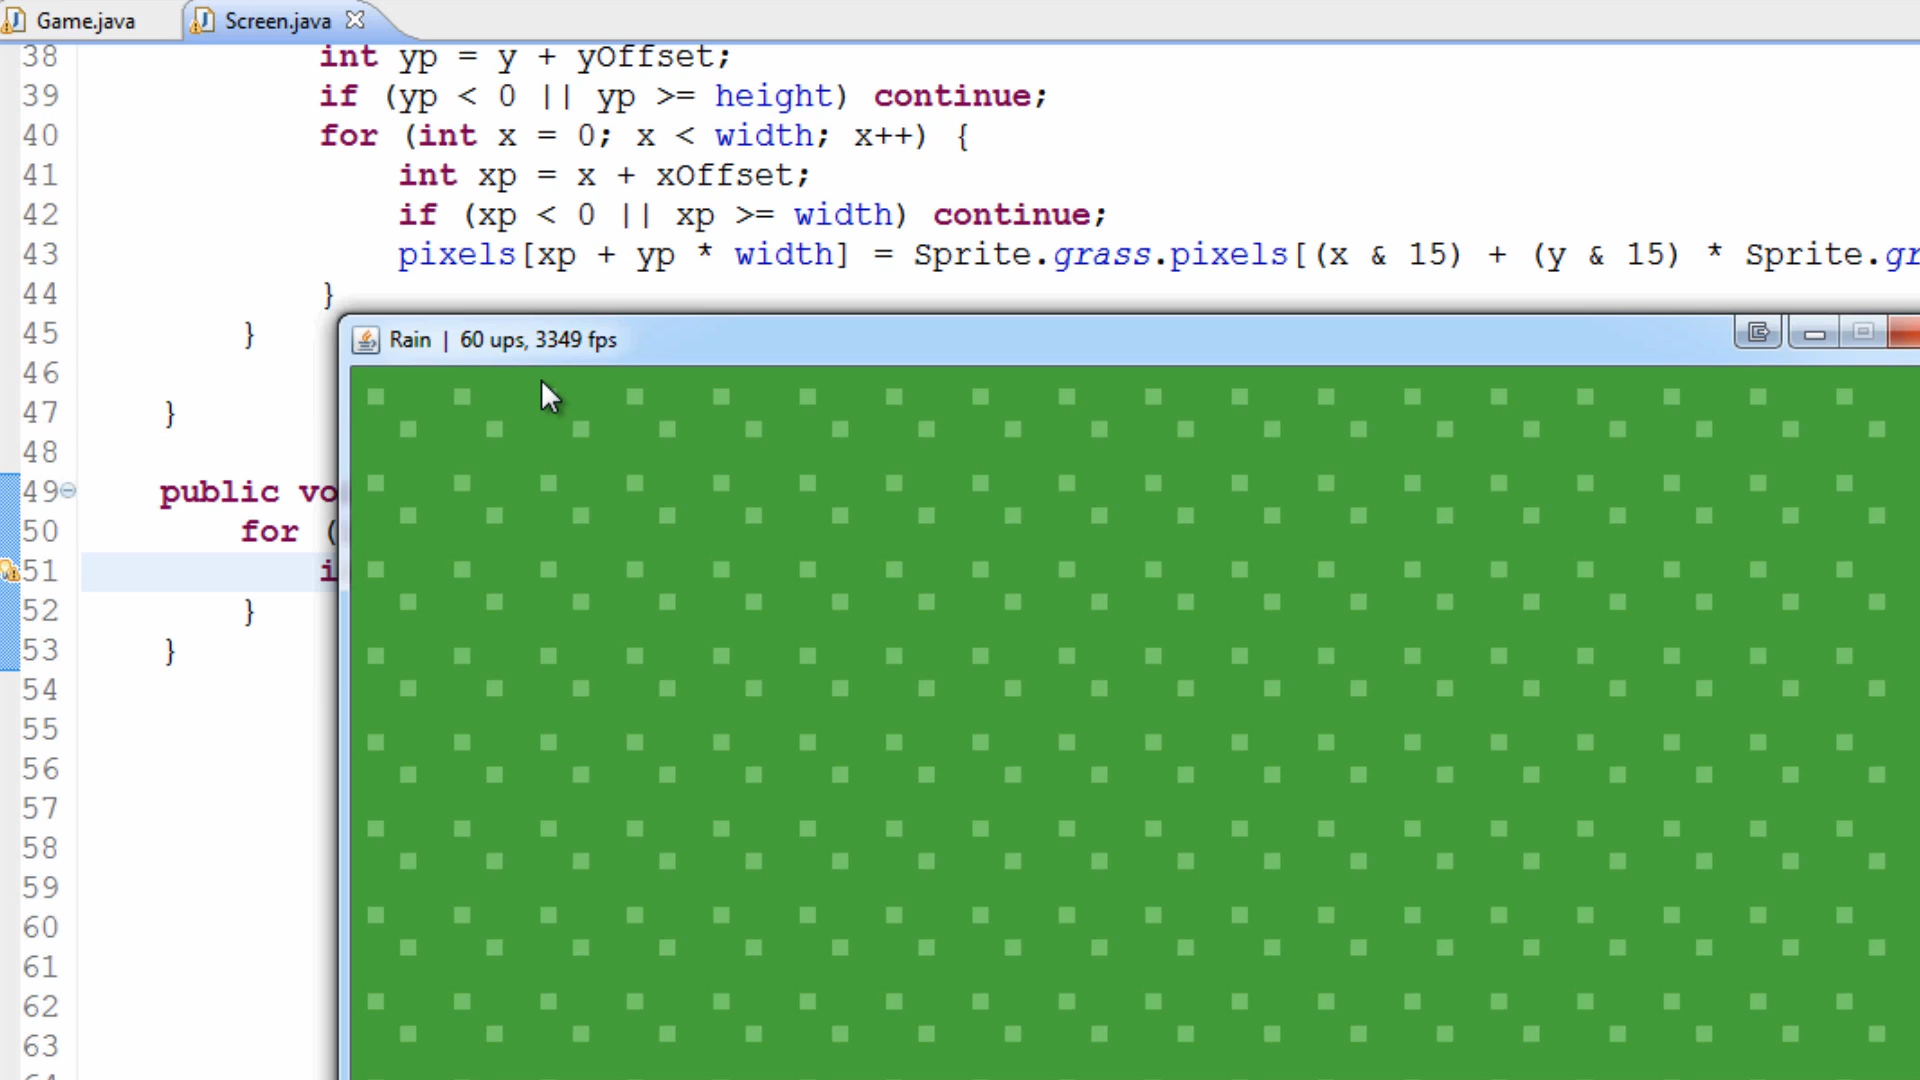 Game.java Screen.java
38 int yp = y + yOffset;
39 if (yp < 0 || yp >= height) continue;
40 for (int x = 0; x < width; x++) {
41 int xp = x + xOffset;
42 if (xp < 0 || xp >= width) continue;
43 pixels[xp + yp * width] = Sprite.grass.pixels[(x & 15) + (y & 15) * Sprite.gr
44 }
45 }
Rain | 60 ups, 3349 fps
46
47 }
48
49 public vo
50 for (
51 i
52 }
53 }
54
55
56
57
58
59
60
61
62
63